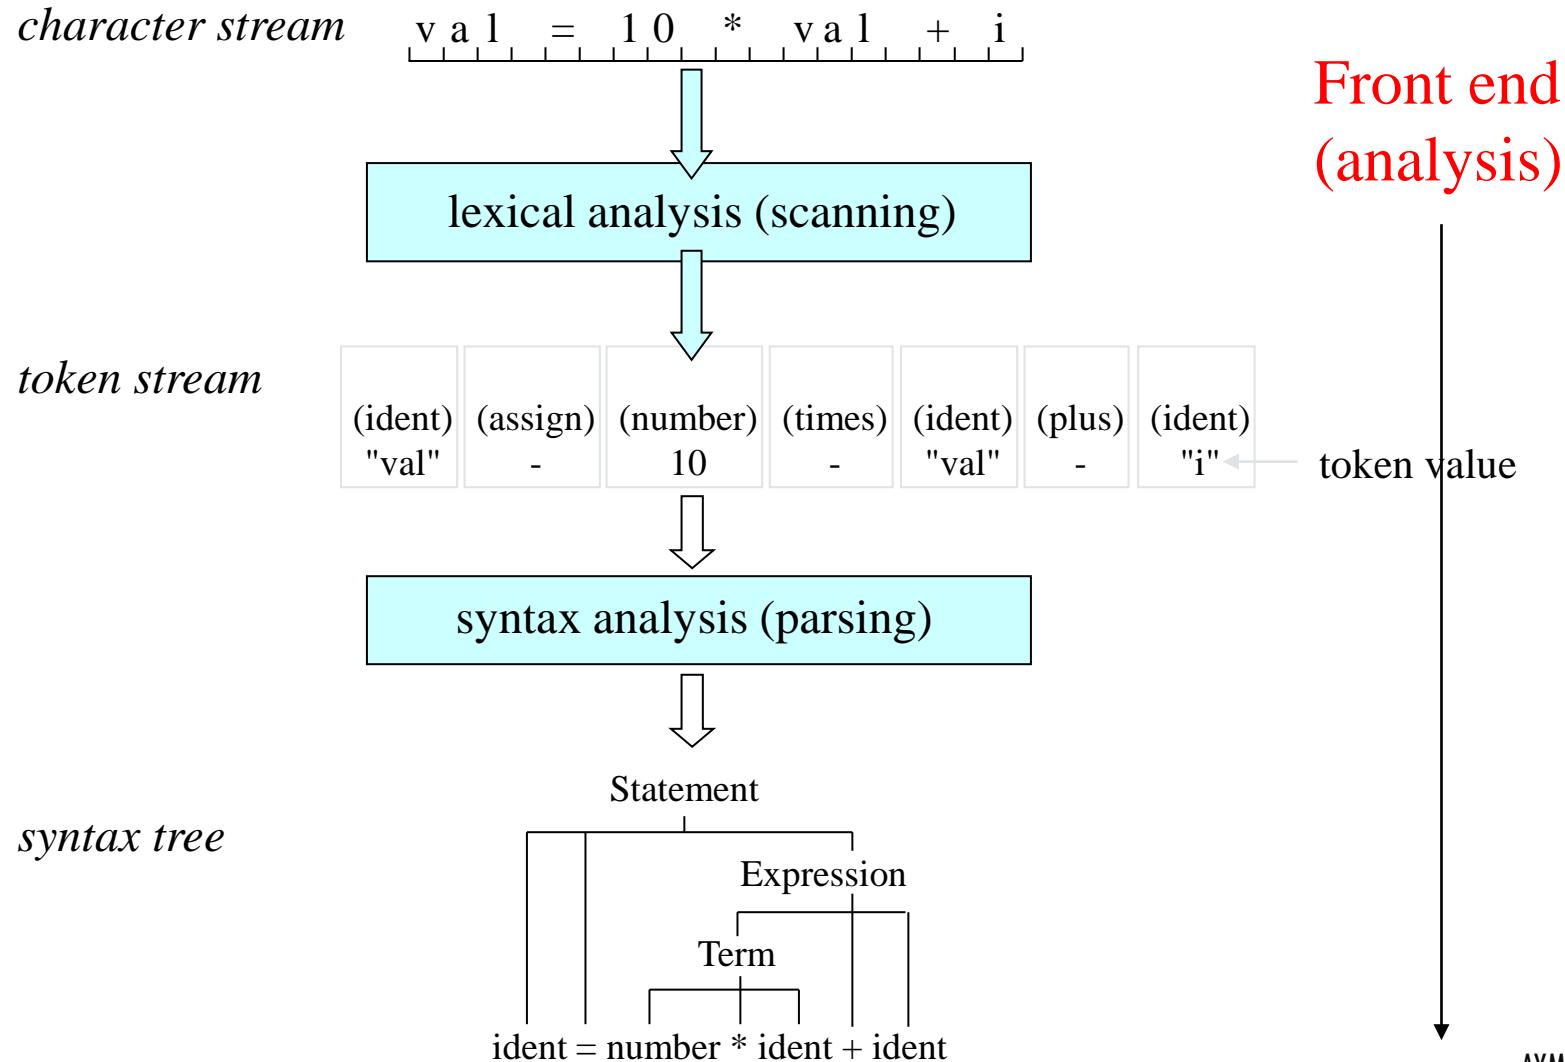 character stream
v a l = 1 0 * v a l + i
Front end
(analysis)
lexical analysis (scanning)
token stream
(ident) (assign) (number) (times) (ident) (plus) (ident)
"val" - 10 - "val" - "i"
token value
syntax analysis (parsing)
Statement
syntax tree
Expression
Term
ident = number * ident + ident